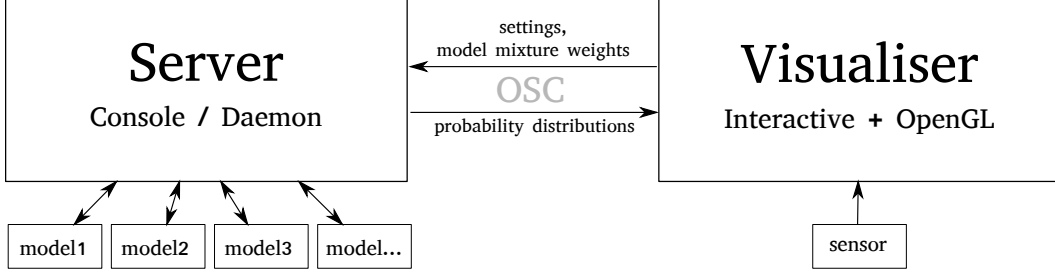 Server
Console / Daemon
settings,
model mixture weights
OSC
probability distributions
Visualiser
Interactive + OpenGL
model1
model2
model3
model...
sensor